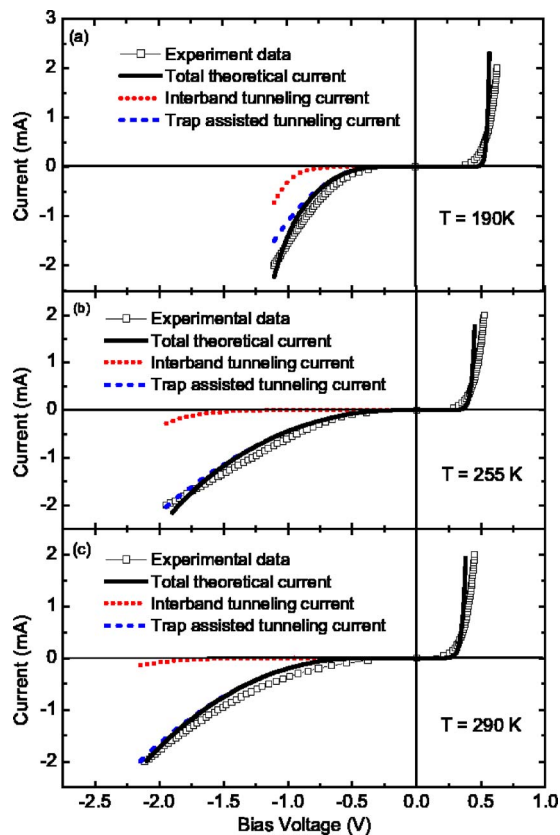 (a)
Experiment data
Total theoretical current
Interband tunneling current
Trap assisted tunneling current
T = 190K
3
2
1
0
-1
-2
Current (mA)
(b)
Experimental data
Total theoretical current
Interband tunneling current
Trap assisted tunneling current
T = 255 K
2
1
0
-1
-2
Current (mA)
(c)
Experimental data
Total theoretical current
Interband tunneling current
Trap assisted tunneling current
T = 290 K
2
1
0
-1
-2
Current (mA)
-2.5 -2.0 -1.5 -1.0 -0.5 0.0 0.5 1.0
Bias Voltage (V)